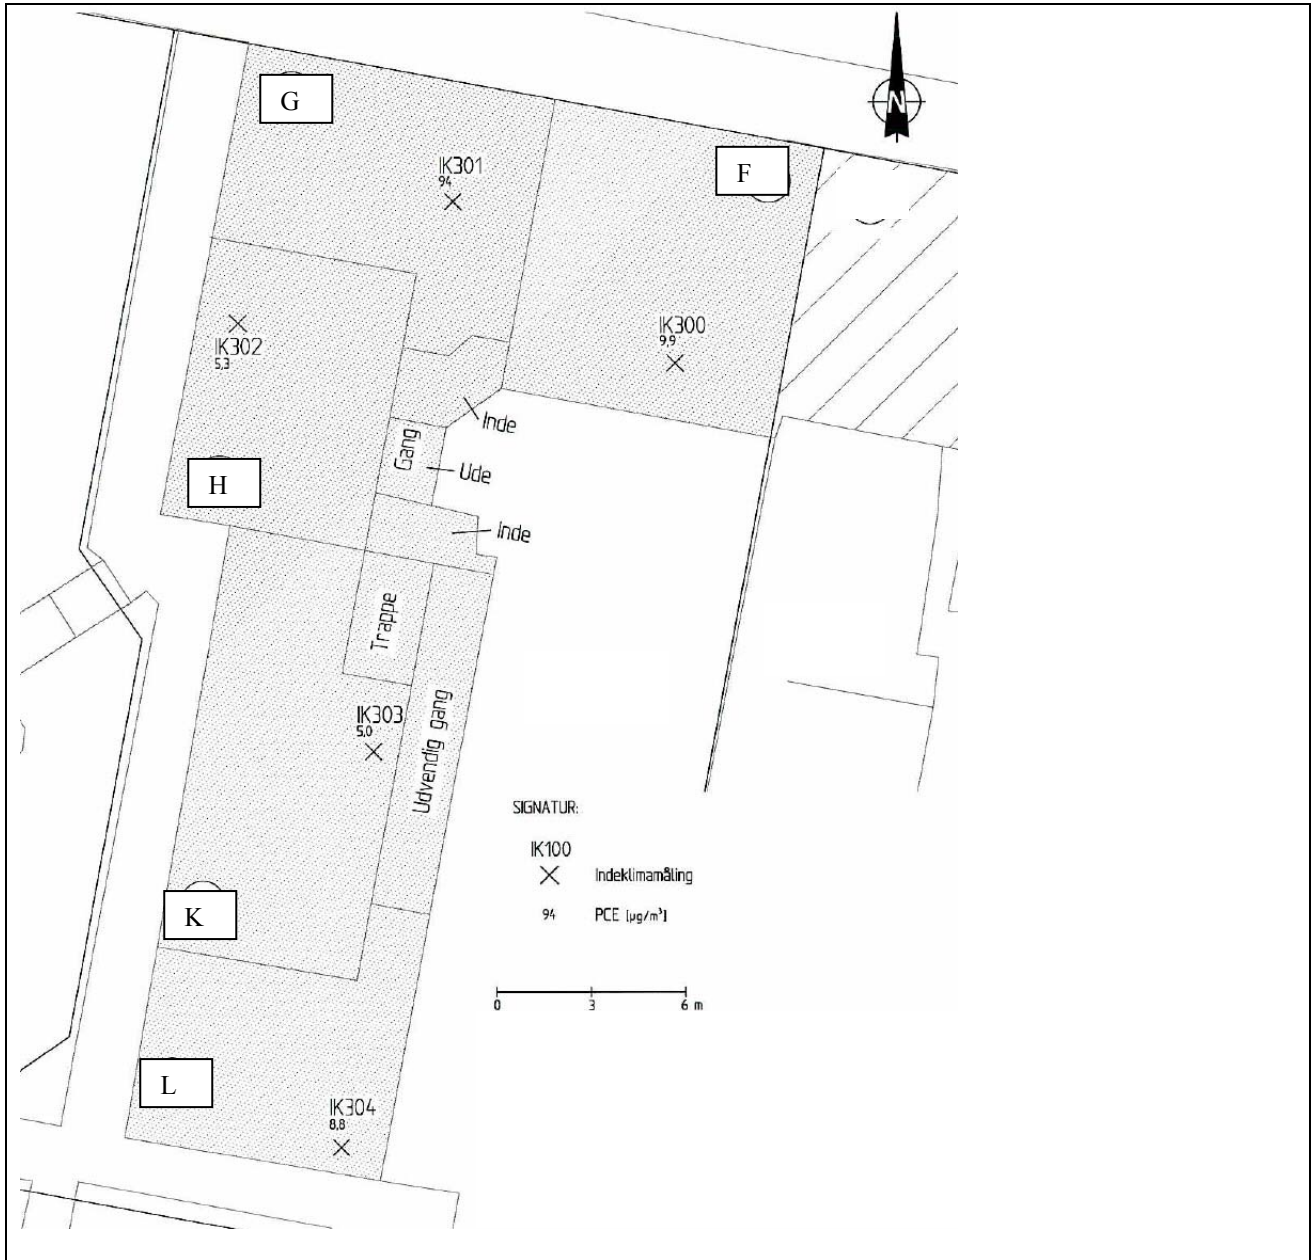 G
N
F
IK301
94
IK300
9,9
IK302
5,3
Inde
Gang
Ude
H
Inde
Trappe
IK303
5,0
Udvendig gang
SIGNATUR:
IK100
Indeklimamåling
94 PCE [µg/m³]
K
0 3 6 m
L
IK304
8,8